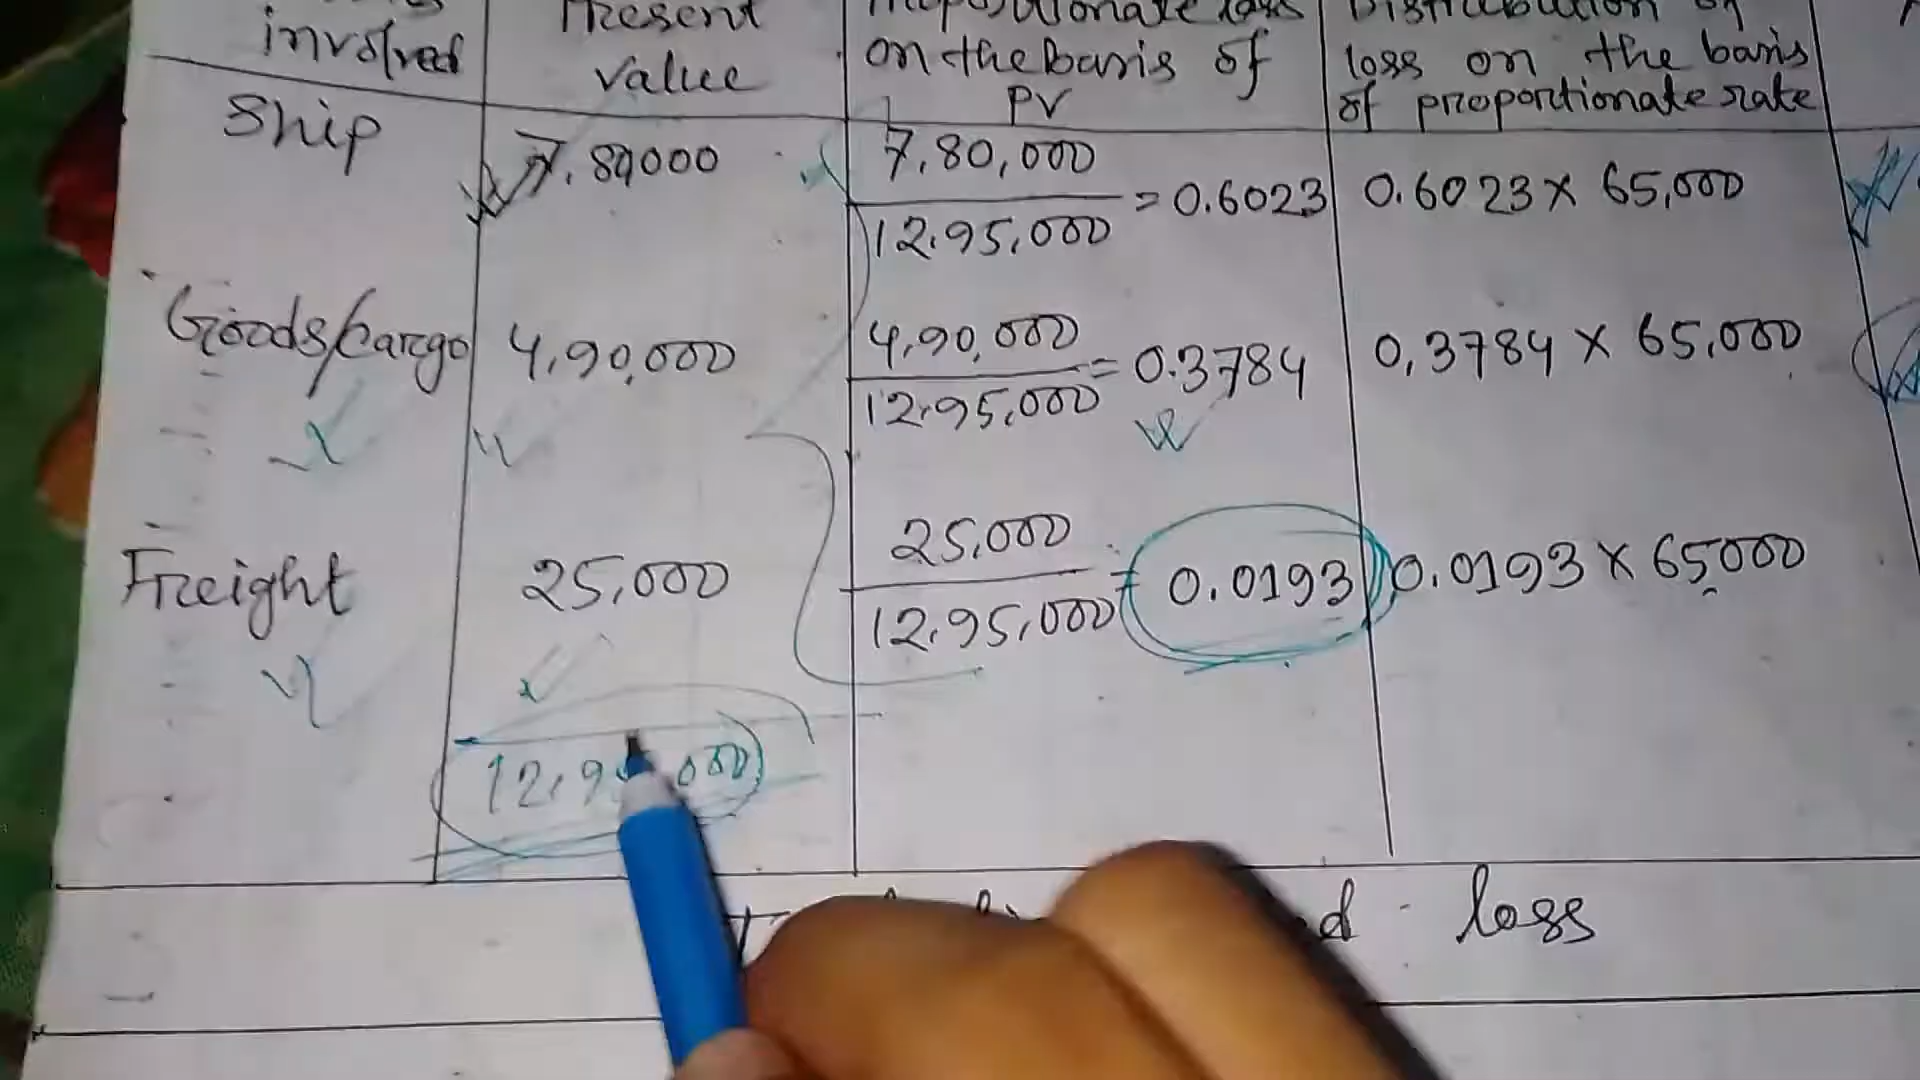 involved
Present
Value
on the basis of
PV
loss on the basis
of proportionate rate
Ship
7,80,000
7,80,000
12,95,000
= 0.6023
0.6023 × 65,000
Goods/cargo
4,90,000
4,90,000
12,95,000
= 0.3784
0.3784 × 65,000
Freight
25,000
25,000
12,95,000
= 0.0193
0.0193 × 65000
loss